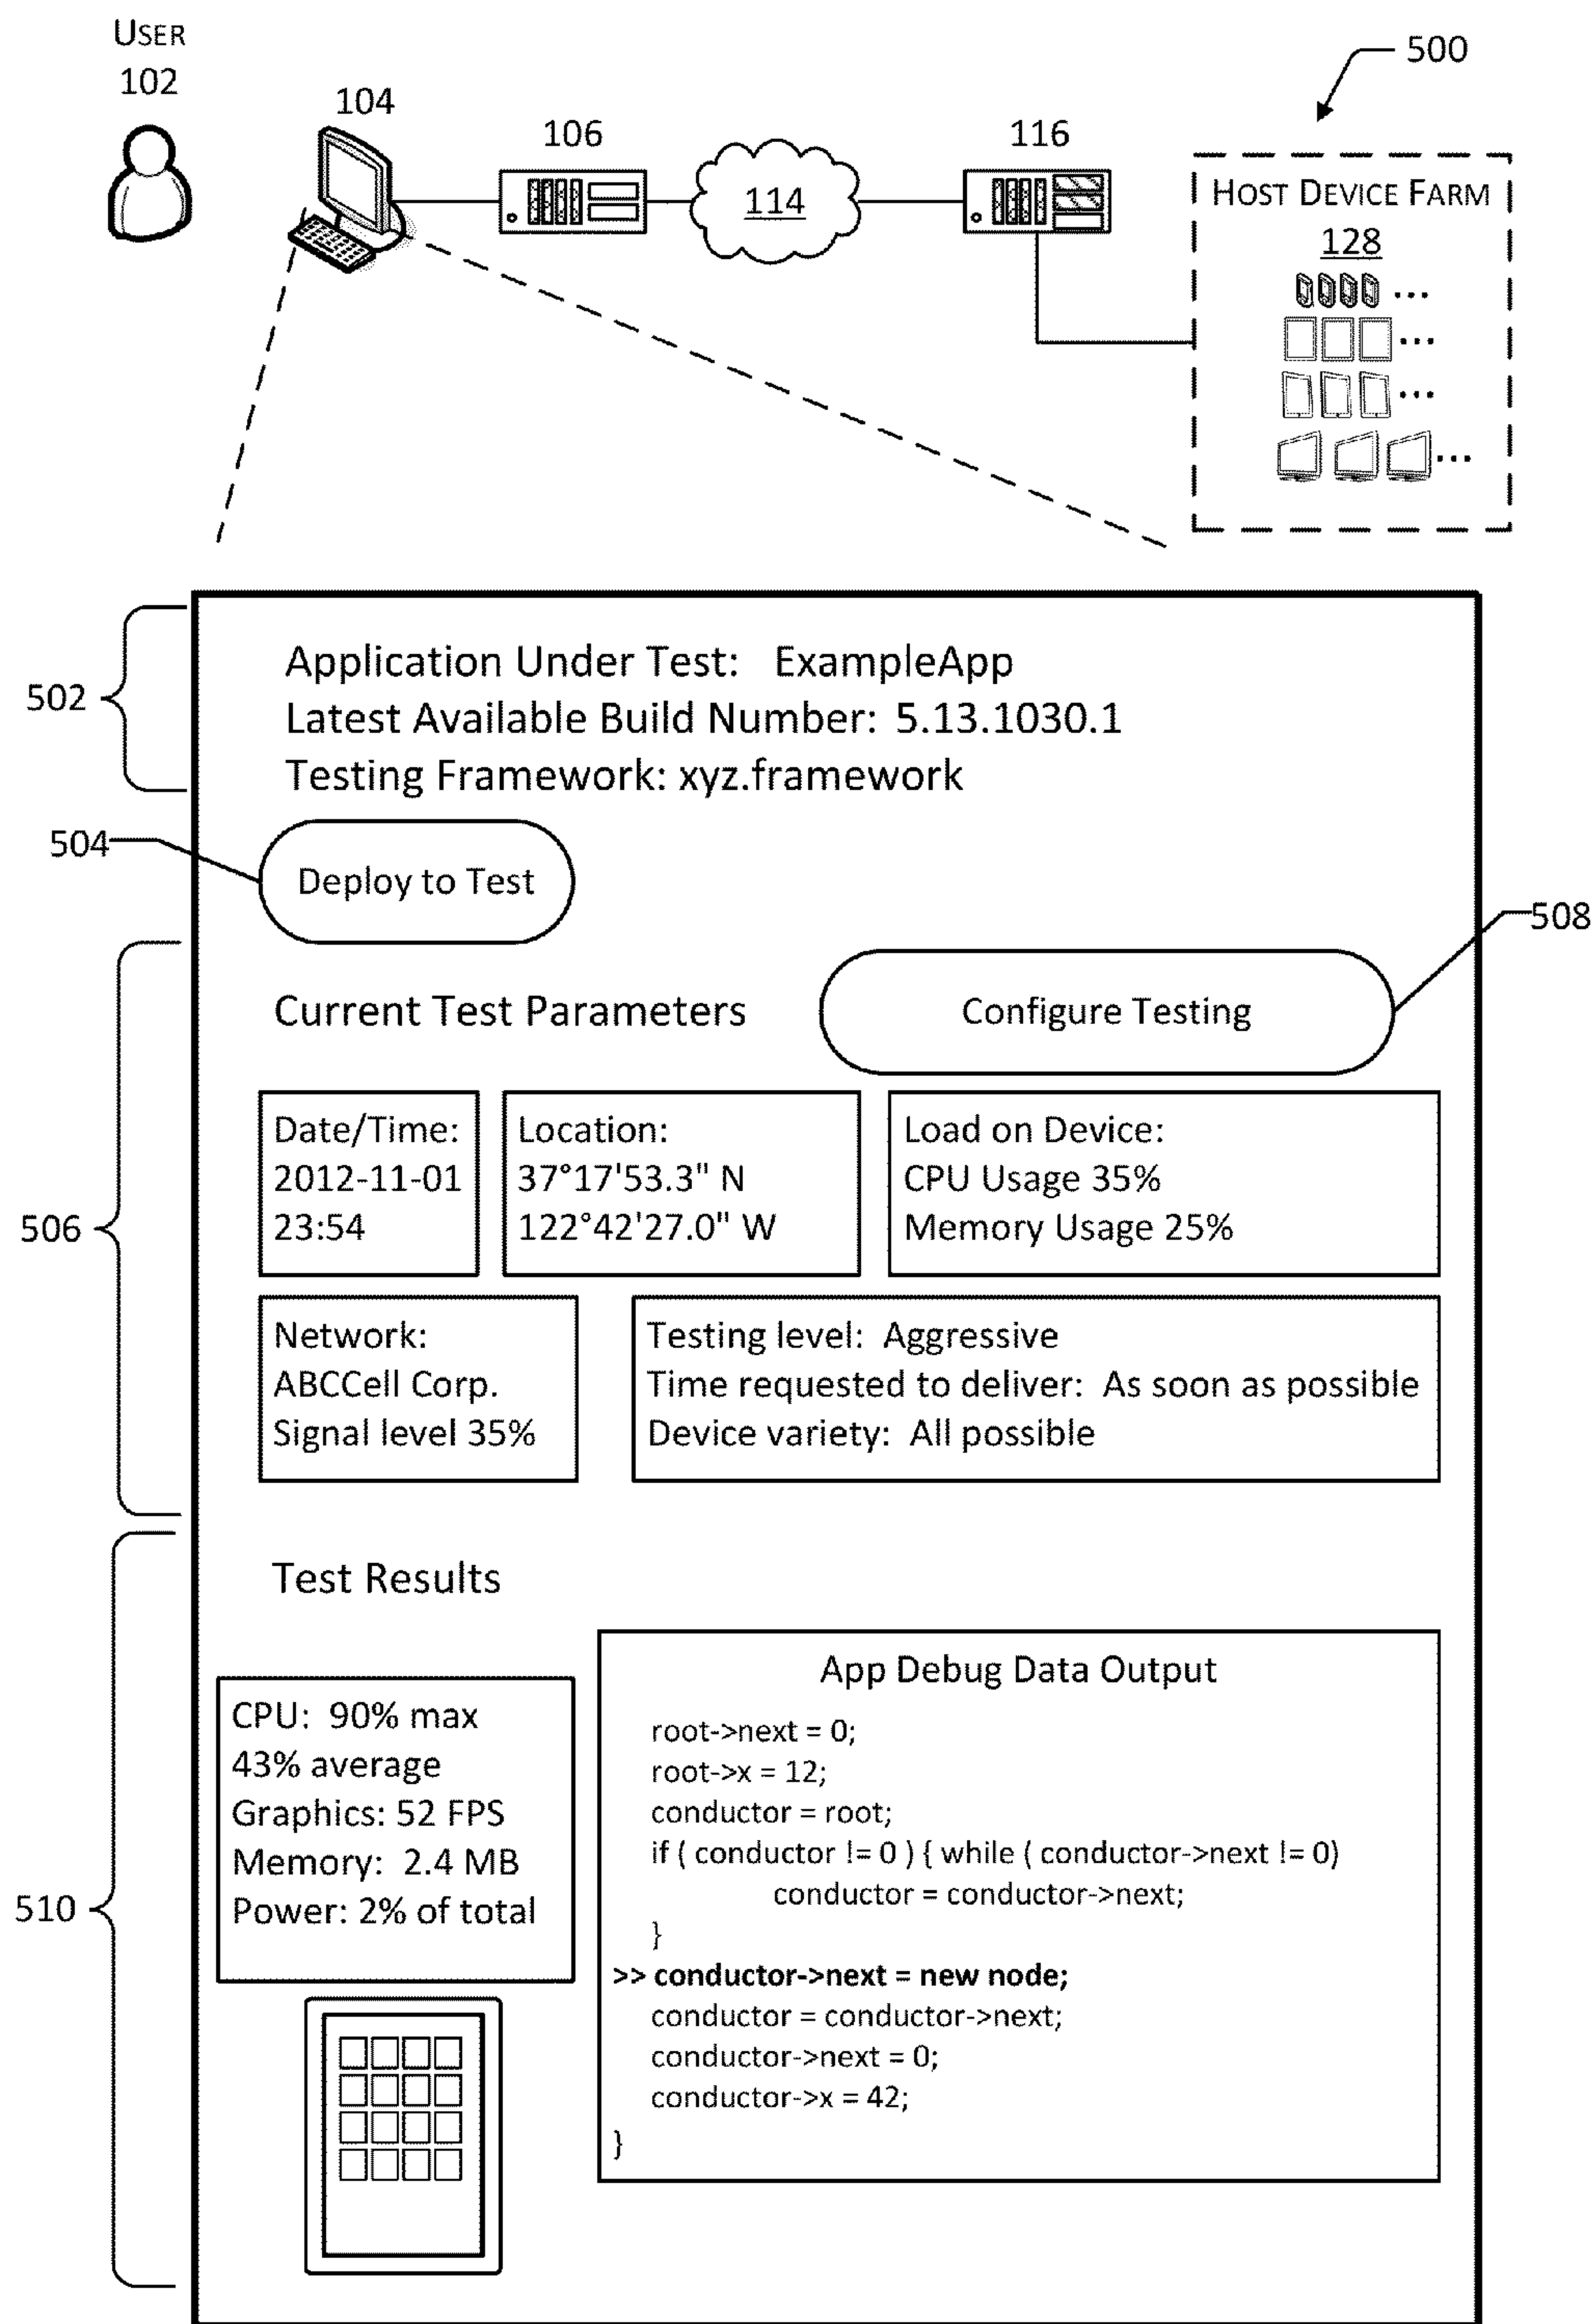 USER
102
104
106
114
116
500
HOST DEVICE FARM
128
...
...
...
...
502
Application Under Test: ExampleApp
Latest Available Build Number: 5.13.1030.1
Testing Framework: xyz.framework
504
Deploy to Test
508
506
Current Test Parameters
Configure Testing
Date/Time:
2012-11-01
23:54
Location:
37°17'53.3" N
122°42'27.0" W
Load on Device:
CPU Usage 35%
Memory Usage 25%
Network:
ABCCell Corp.
Signal level 35%
Testing level: Aggressive
Time requested to deliver: As soon as possible
Device variety: All possible
510
Test Results
CPU: 90% max
43% average
Graphics: 52 FPS
Memory: 2.4 MB
Power: 2% of total
App Debug Data Output
root->next = 0;
root->x = 12;
conductor = root;
if ( conductor != 0 ) { while ( conductor->next != 0)
conductor = conductor->next;
}
>> conductor->next = new node;
conductor = conductor->next;
conductor->next = 0;
conductor->x = 42;
}